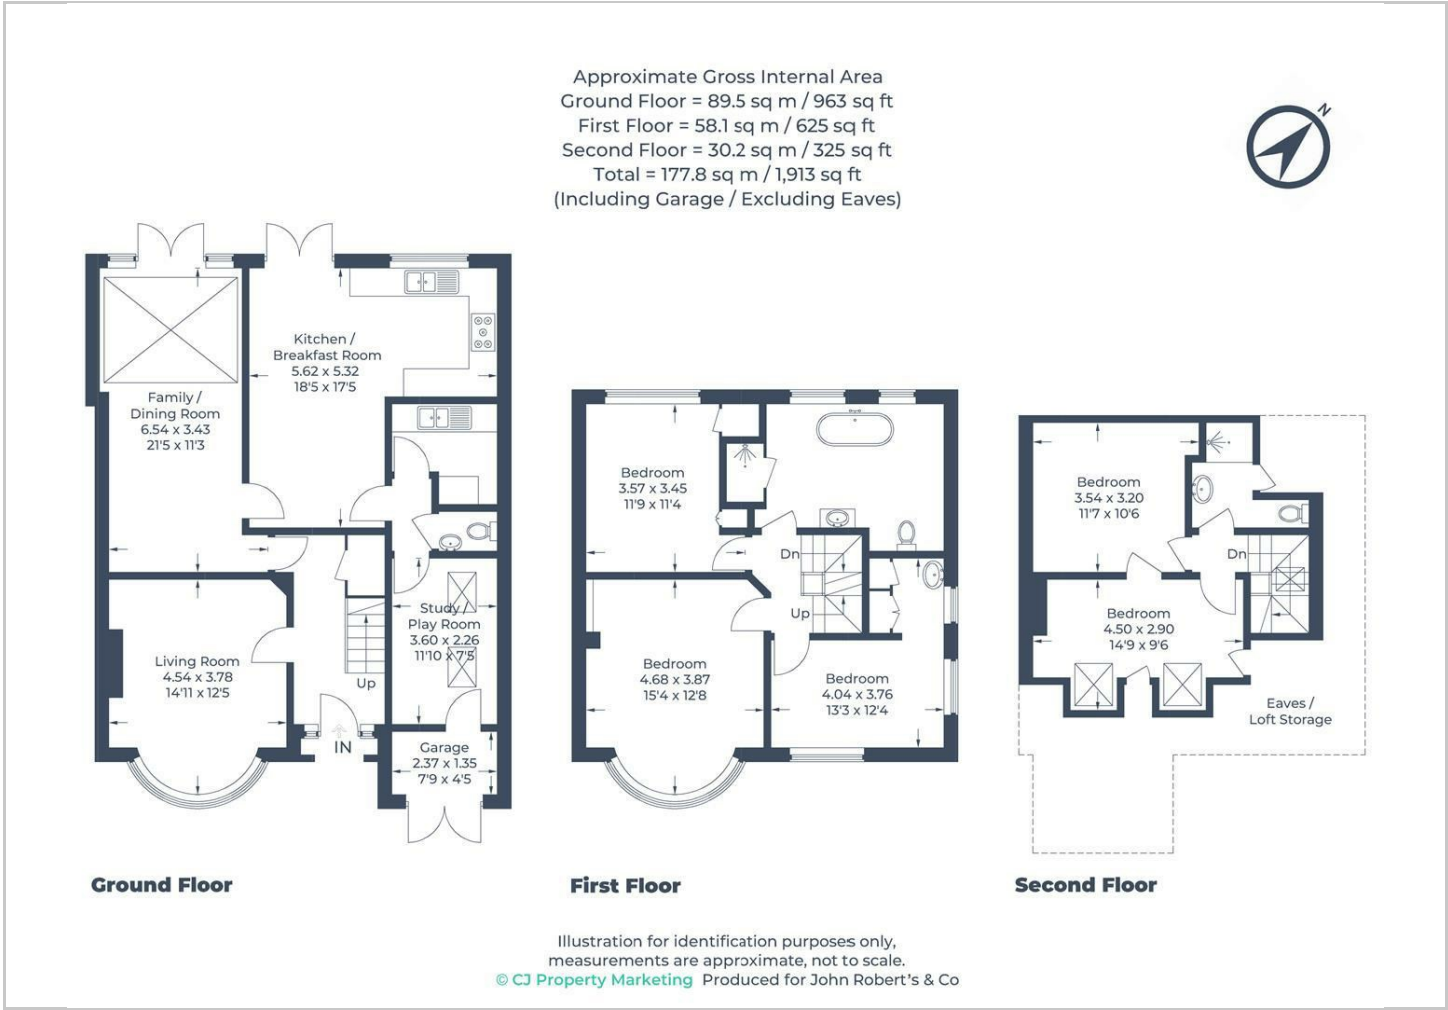 Approximate Gross Internal Area
Ground Floor = 89.5 sq m / 963 sq ft
First Floor = 58.1 sq m / 625 sq ft
Second Floor = 30.2 sq m / 325 sq ft
Total = 177.8 sq m / 1,913 sq ft
(Including Garage / Excluding Eaves)
N
Kitchen /
Breakfast Room
5.62 x 5.32
18'5 x 17'5
Family /
Dining Room
6.54 x 3.43
21'5 x 11'3
Study /
Play Room
3.60 x 2.26
11'10 x 7'5
Living Room
4.54 x 3.78
14'11 x 12'5
Up
IN
Garage
2.37 x 1.35
7'9 x 4'5
Ground Floor
Bedroom
3.57 x 3.45
11'9 x 11'4
Dn
Up
Bedroom
4.68 x 3.87
15'4 x 12'8
Bedroom
4.04 x 3.76
13'3 x 12'4
First Floor
Bedroom
3.54 x 3.20
11'7 x 10'6
Dn
Bedroom
4.50 x 2.90
14'9 x 9'6
Eaves /
Loft Storage
Second Floor
Illustration for identification purposes only,
measurements are approximate, not to scale.
© CJ Property Marketing Produced for John Robert's & Co